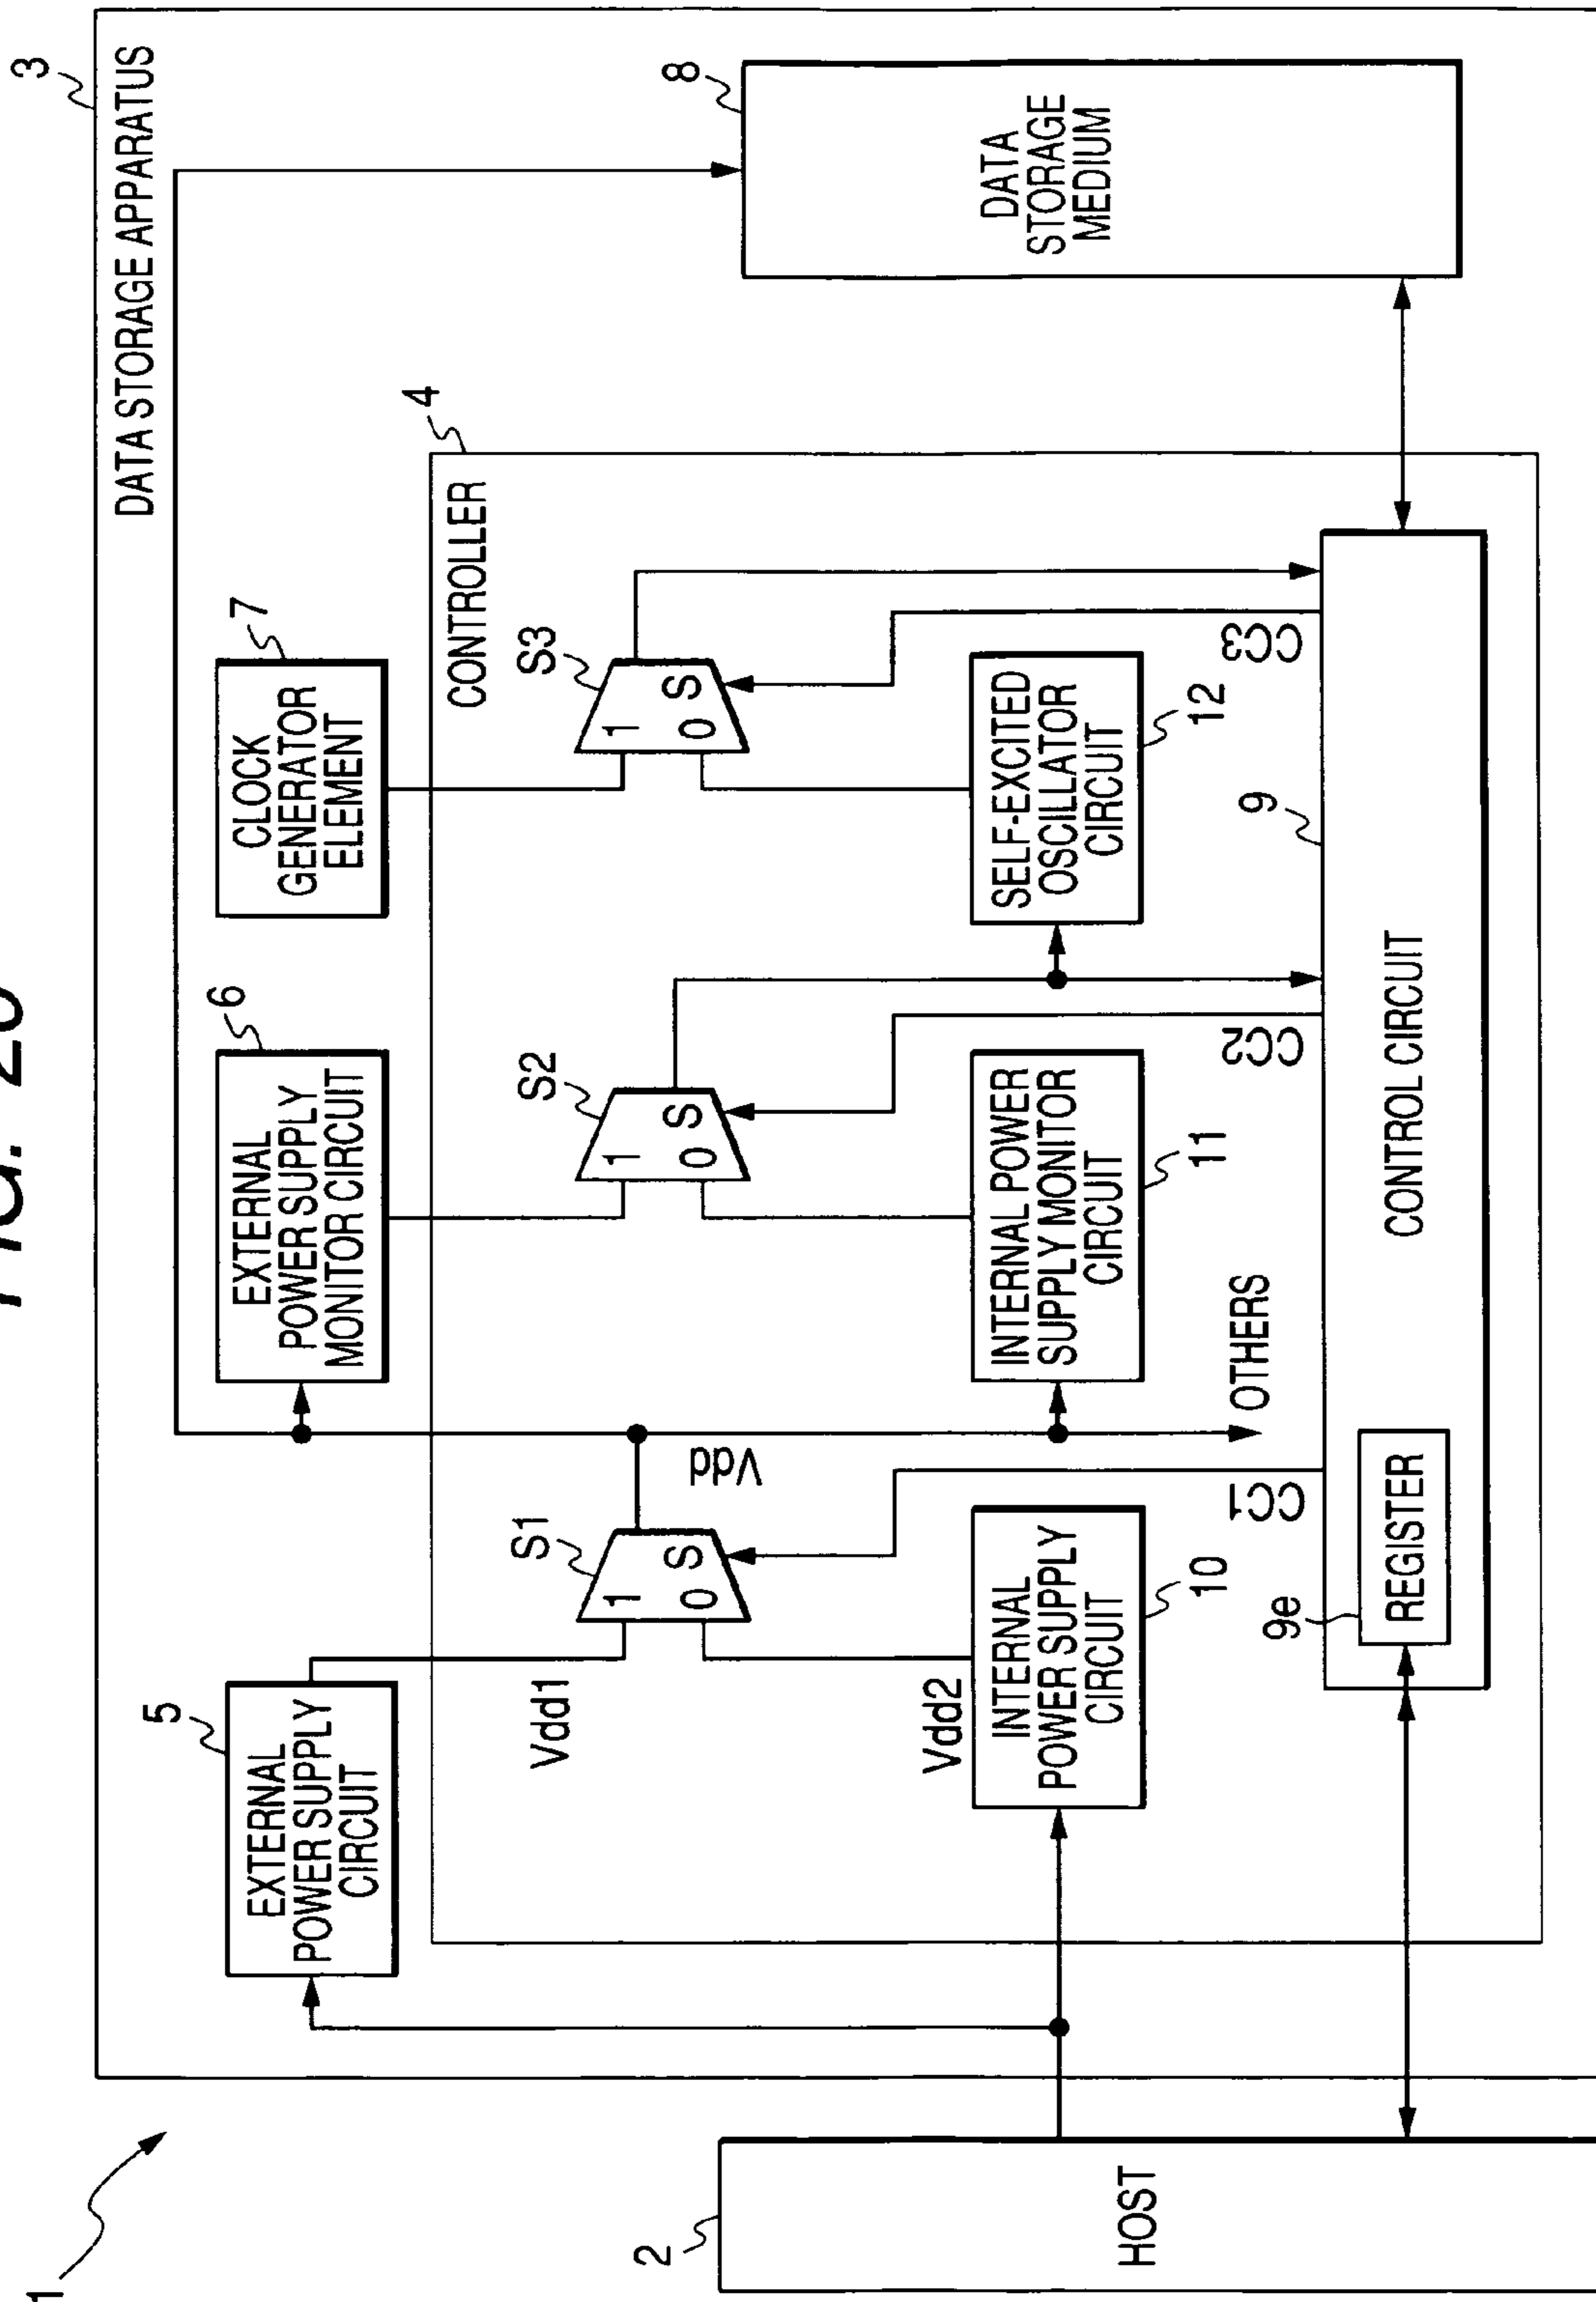 1
2
HOST
3
DATA STORAGE APPARATUS
5
EXTERNAL
POWER SUPPLY
CIRCUIT
6
EXTERNAL
POWER SUPPLY
MONITOR CIRCUIT
7
CLOCK
GENERATOR
ELEMENT
4
CONTROLLER
Vdd1
S1
1
0
S
Vdd
S2
1
0
S
S3
1
0
S
8
DATA
STORAGE
MEDIUM
Vdd2
INTERNAL
POWER SUPPLY
CIRCUIT
10
INTERNAL POWER
SUPPLY MONITOR
CIRCUIT
11
SELF-EXCITED
OSCILLATOR
CIRCUIT
12
CC1
OTHERS
CC2
CC3
9e
REGISTER
9
CONTROL CIRCUIT